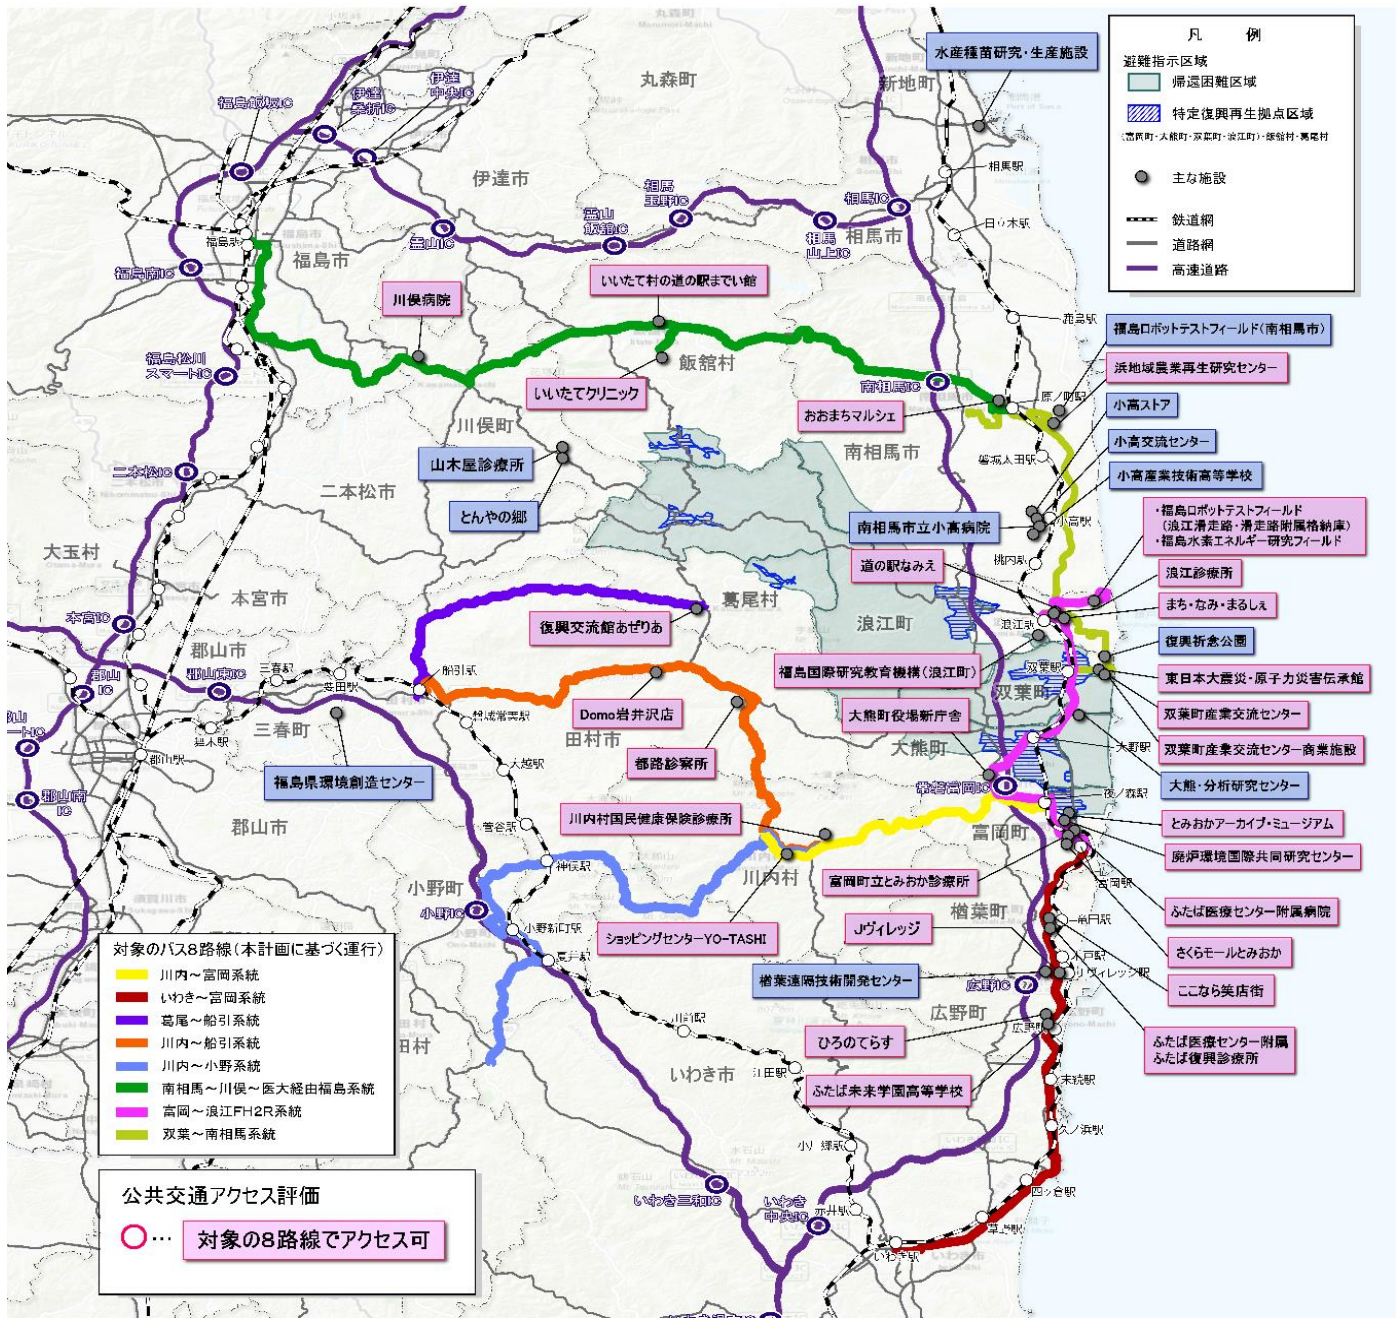 凡 例
避難指示区域
帰還困難区域
特定復興再生拠点区域
(富岡町・大熊町・双葉町・浪江町)・飯舘村・葛尾村
主な施設
鉄道網
道路網
高速道路
水産種苗研究・生産施設
丸森町
新地町
伊達中央IC
伊達桑折IC
福島飯坂IC
伊達市
相馬駅
相馬玉野IC
霊山飯舘IC
相馬IC
相馬山上IC
相馬市
日立木駅
霊山IC
福島駅
福島市
福島南IC
川俣病院
いいたて村の道の駅までい館
鹿島駅
福島ロボットテストフィールド(南相馬市)
浜地域農業再生研究センター
福島松川スマートIC
飯舘村
いいたてクリニック
南相馬IC
原ノ町駅
おおまちマルシェ
小高ストア
小高交流センター
小高産業技術高等学校
川俣町
山木屋診療所
南相馬市
磐城太田駅
二本松IC
二本松市
とんやの郷
南相馬市立小高病院
小高駅
・福島ロボットテストフィールド
(浪江滑走路・滑走路附属格納庫)
・福島水素エネルギー研究フィールド
大玉村
道の駅なみえ
桃内駅
浪江診療所
本宮市
本宮IC
葛尾村
復興交流館あぜりあ
浪江町
浪江駅
まち・なみ・まるしぇ
復興祈念公園
郡山市
三春駅
郡山東IC
船引駅
福島国際研究教育機構(浪江町)
双葉駅
双葉町
東日本大震災・原子力災害伝承館
郡山IC
三春町
舞木駅
磐城常葉駅
Domo岩井沢店
田村市
大熊町役場新庁舎
大熊町
大野駅
双葉町産業交流センター
双葉町産業交流センター商業施設
郡山駅
福島県環境創造センター
大越駅
都路診療所
常磐富岡IC
夜ノ森駅
大熊・分析研究センター
郡山南IC
郡山市
菅谷駅
川内村国民健康保険診療所
富岡町
とみおかアーカイブ・ミュージアム
廃炉環境国際共同研究センター
神俣駅
川内村
富岡町立とみおか診療所
富岡駅
小野町
小野IC
楢葉町
ふたば医療センター附属病院
小野新町駅
ショッピングセンターYO-TASHI
Jヴィレッジ
竜田駅
さくらモールとみおか
夏井駅
楢葉遠隔技術開発センター
木戸駅
Jヴィレッジ駅
広野IC
ここなら笑店街
川前駅
広野町
広野駅
ひろのてらす
ふたば医療センター附属
ふたば復興診療所
いわき市
江田駅
ふたば未来学園高等学校
末続駅
久ノ浜駅
小川郷駅
いわき三和IC
いわき中央IC
赤井駅
四ツ倉駅
草野駅
いわき駅
対象のバス8路線(本計画に基づく運行)
川内～富岡系統
いわき～富岡系統
葛尾～船引系統
川内～船引系統
川内～小野系統
南相馬～川俣～医大経由福島系統
富岡～浪江FH2R系統
双葉～南相馬系統
公共交通アクセス評価
… 対象の8路線でアクセス可